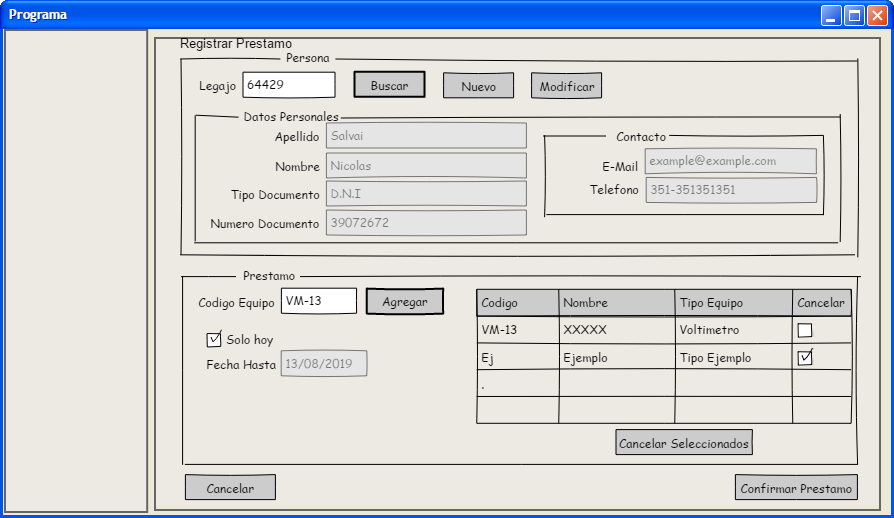 Programa
Registrar Prestamo
Persona
Legajo 64429 Buscar Nuevo Modificar
Datos Personales
Apellido Salvai
Nombre Nicolas
Tipo Documento D.N.I
Numero Documento 39072672
Contacto
E-Mail example@example.com
Telefono 351-351351351
Prestamo
Codigo Equipo VM-13 Agregar
Solo hoy
Fecha Hasta 13/08/2019
Codigo Nombre Tipo Equipo Cancelar
VM-13 XXXXX Voltimetro
Ej Ejemplo Tipo Ejemplo
.
Cancelar Seleccionados
Cancelar Confirmar Prestamo